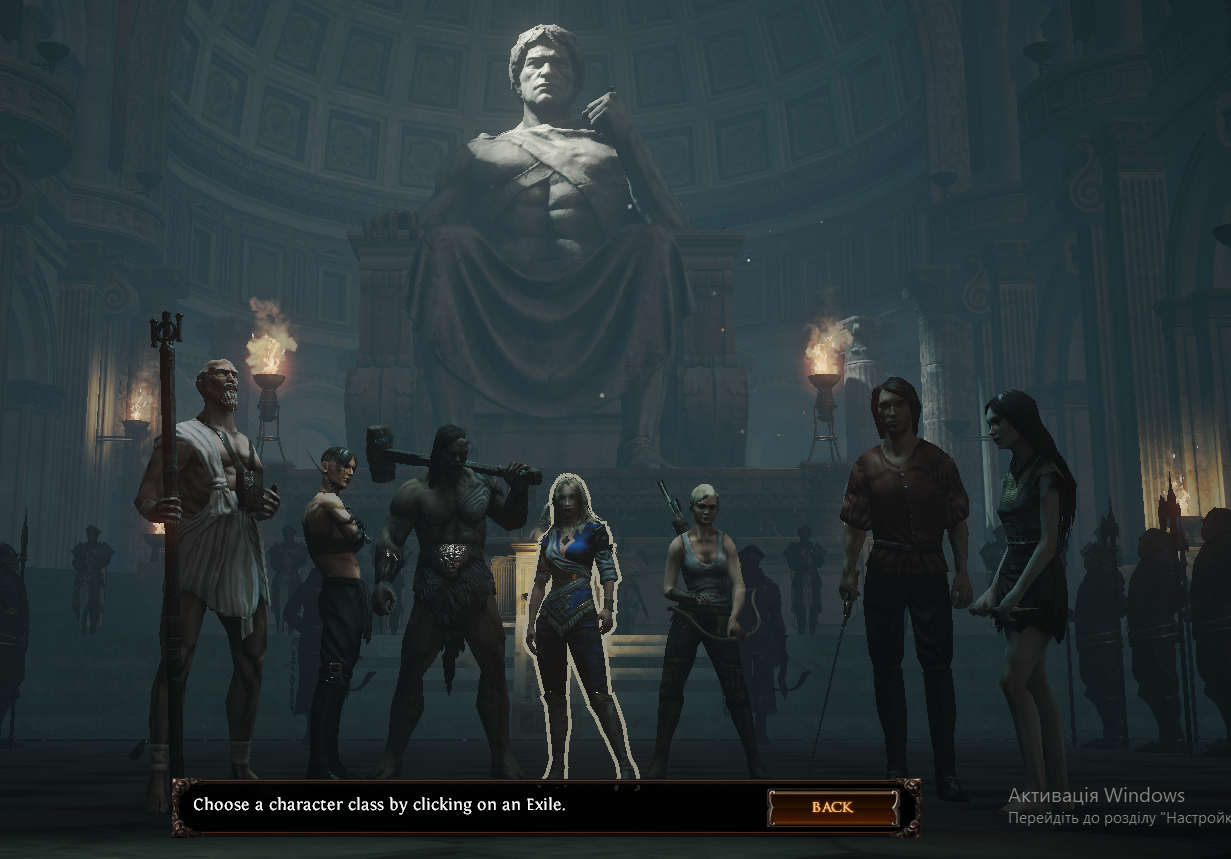 Choose a character class by clicking on an Exile.
BACK
Активація Windows
Перейдіть до розділу "Настройк